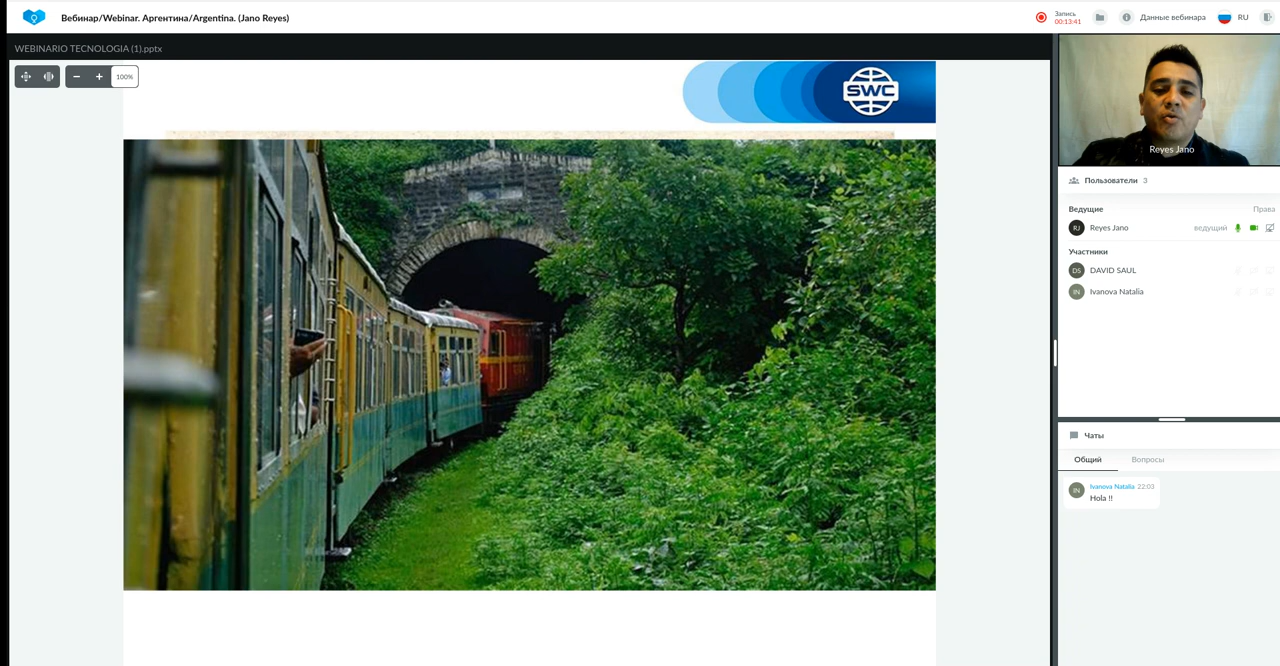 Вебинар/Webinar. Аргентина/Argentina. (Jano Reyes)
Запись
00:13:41
Данные вебинара
RU
WEBINARIO TECNOLOGIA (1).pptx
100%
SWC
Reyes Jano
Пользователи 3
Ведущие Права
RJ Reyes Jano ведущий
Участники
DS DAVID SAUL
IN Ivanova Natalia
Чаты
Общий Вопросы
IN Ivanova Natalia 22:03
Hola !!